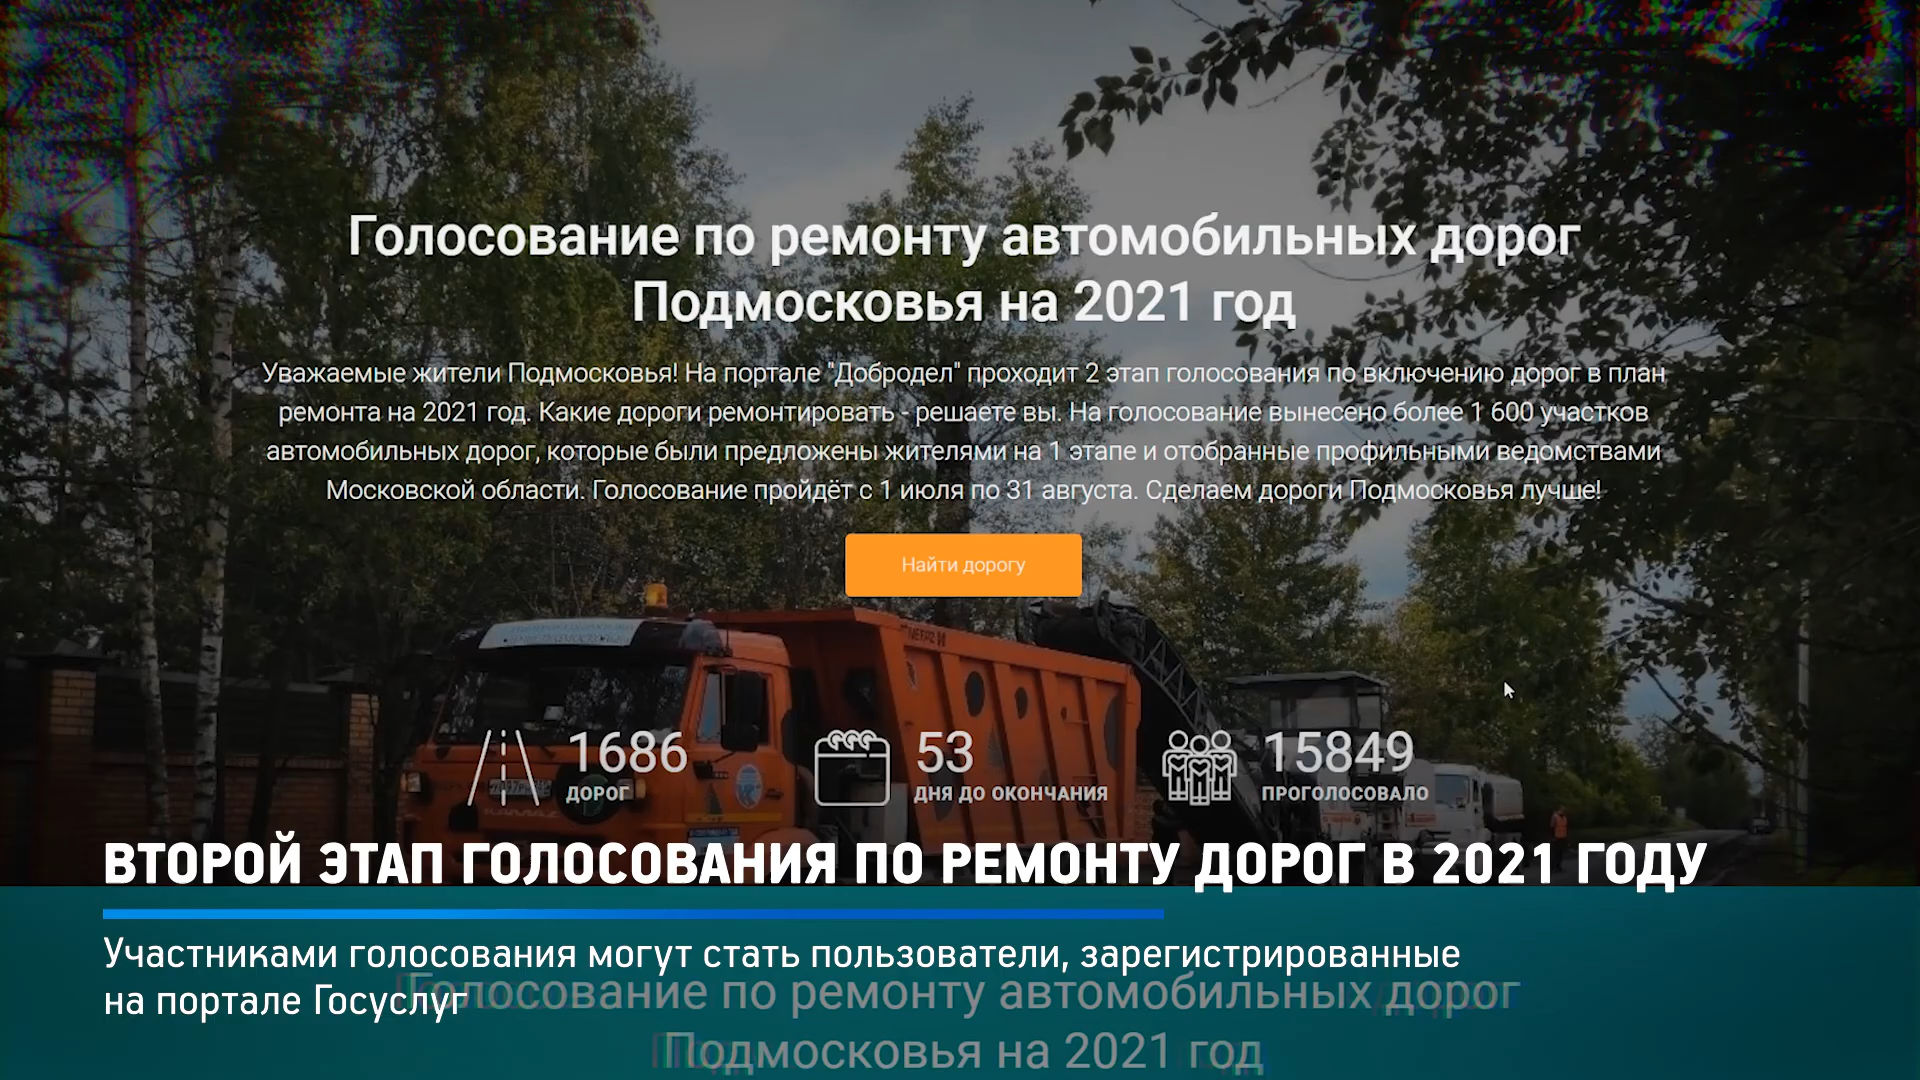 Голосование по ремонту автомобильных дорог
Подмосковья на 2021 год
Уважаемые жители Подмосковья! На портале "Добродел" проходит 2 этап голосования по включению дорог в план
ремонта на 2021 год. Какие дороги ремонтировать - решаете вы. На голосование вынесено более 1 600 участков
автомобильных дорог, которые были предложены жителями на 1 этапе и отобранные профильными ведомствами
Московской области. Голосование пройдёт с 1 июля по 31 августа. Сделаем дороги Подмосковья лучше!
Найти дорогу
1686
ДОРОГ
53
ДНЯ ДО ОКОНЧАНИЯ
15849
ПРОГОЛОСОВАЛО
ВТОРОЙ ЭТАП ГОЛОСОВАНИЯ ПО РЕМОНТУ ДОРОГ В 2021 ГОДУ
Участниками голосования могут стать пользователи, зарегистрированные
на портале Госуслуг
Голосование по ремонту автомобильных дорог
Подмосковья на 2021 год